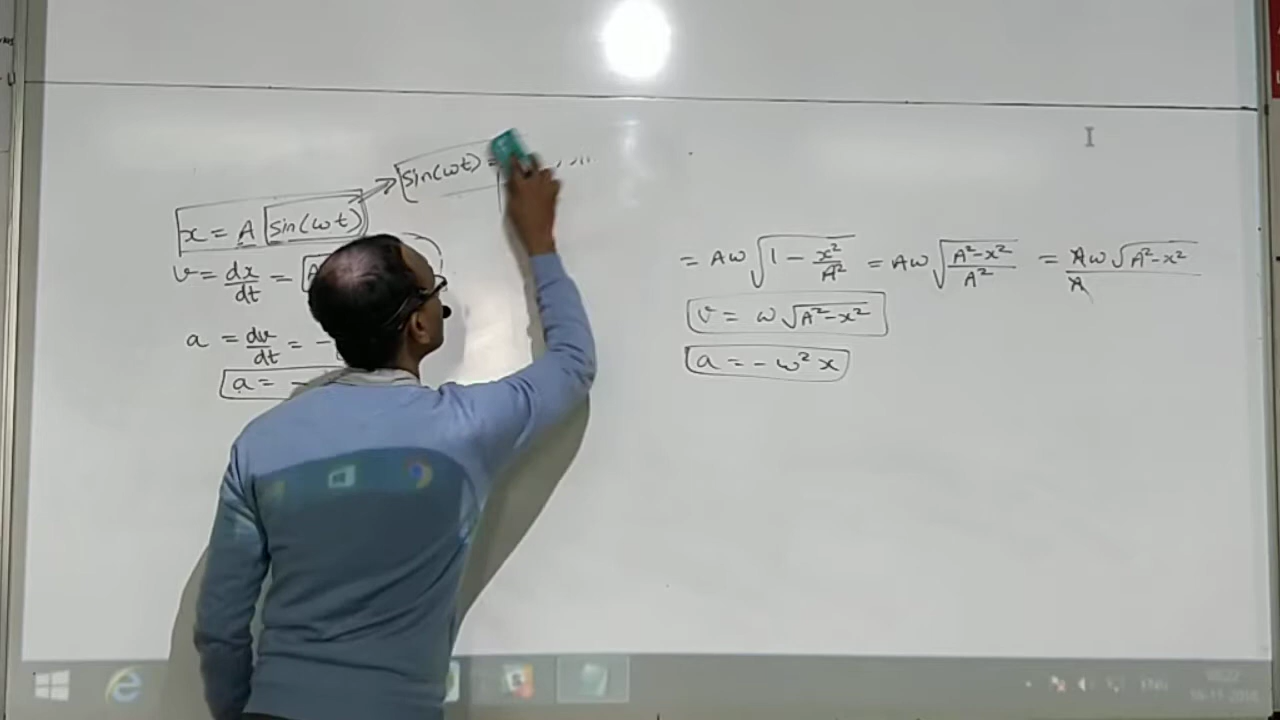 sin(ωt) =
x = A sin(ωt)
v = dx/dt = A
a = dv/dt = -
a = -
= Aω√(1 - x²/A²) = Aω√((A²-x²)/A²) = Aω√(A²-x²)/A
v = ω√(A²-x²)
a = -ω² x
ENG